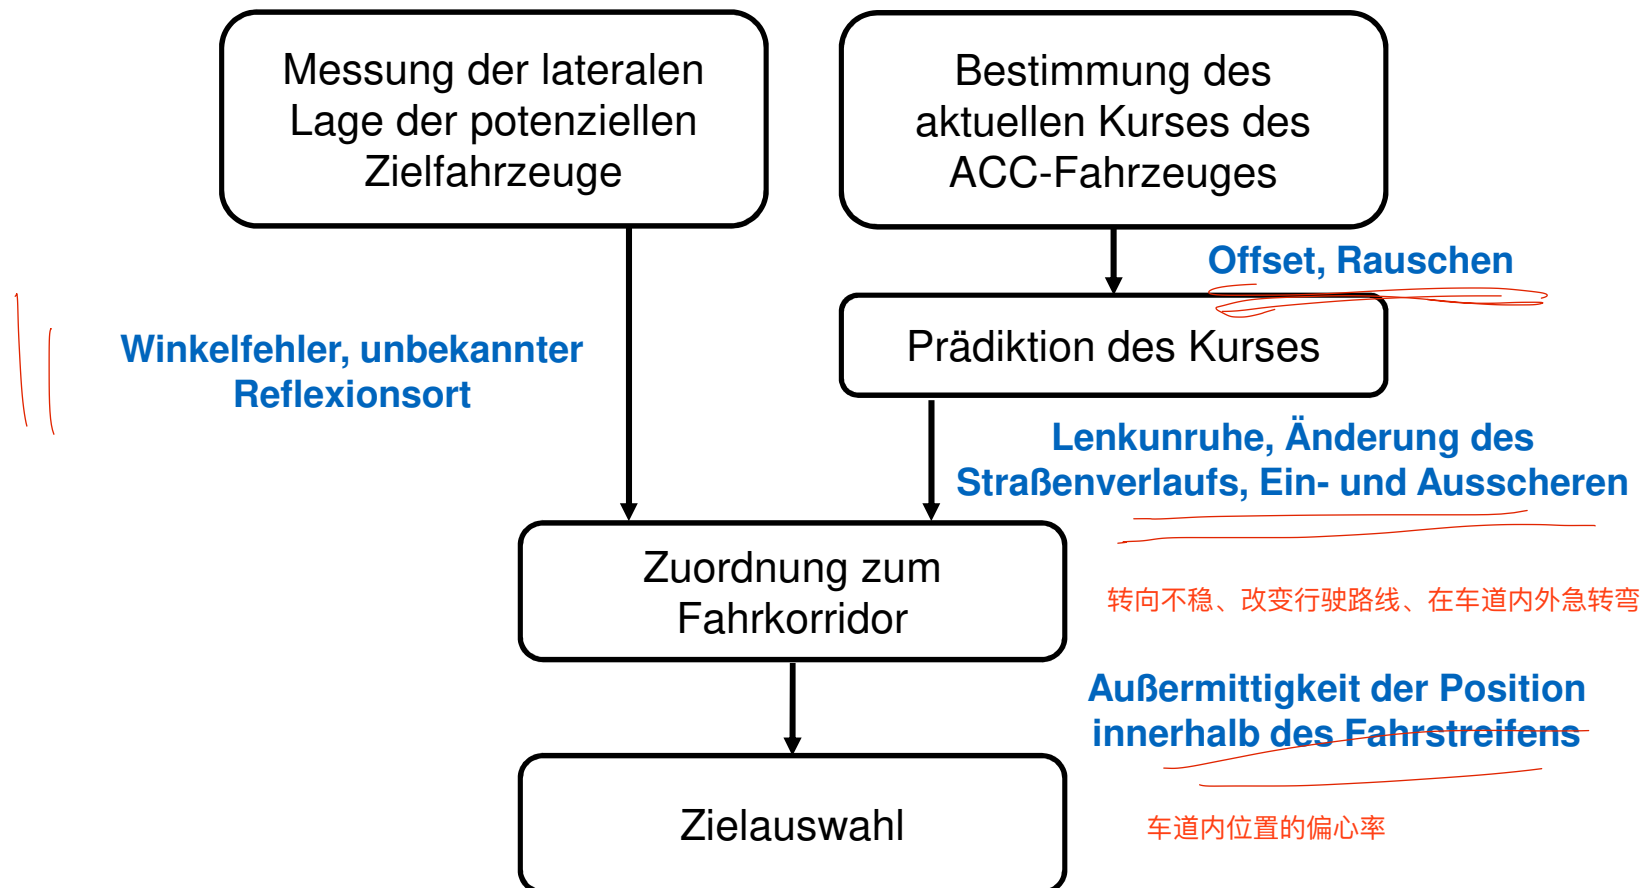 Messung der lateralen
Lage der potenziellen
Zielfahrzeuge
Bestimmung des
aktuellen Kurses des
ACC-Fahrzeuges
Offset, Rauschen
Winkelfehler, unbekannter
Reflexionsort
Prädiktion des Kurses
Lenkunruhe, Änderung des
Straßenverlaufs, Ein- und Ausscheren
Zuordnung zum
Fahrkorridor
转向不稳、改变行驶路线、在车道内外急转弯
Außermittigkeit der Position
innerhalb des Fahrstreifens
Zielauswahl
车道内位置的偏心率